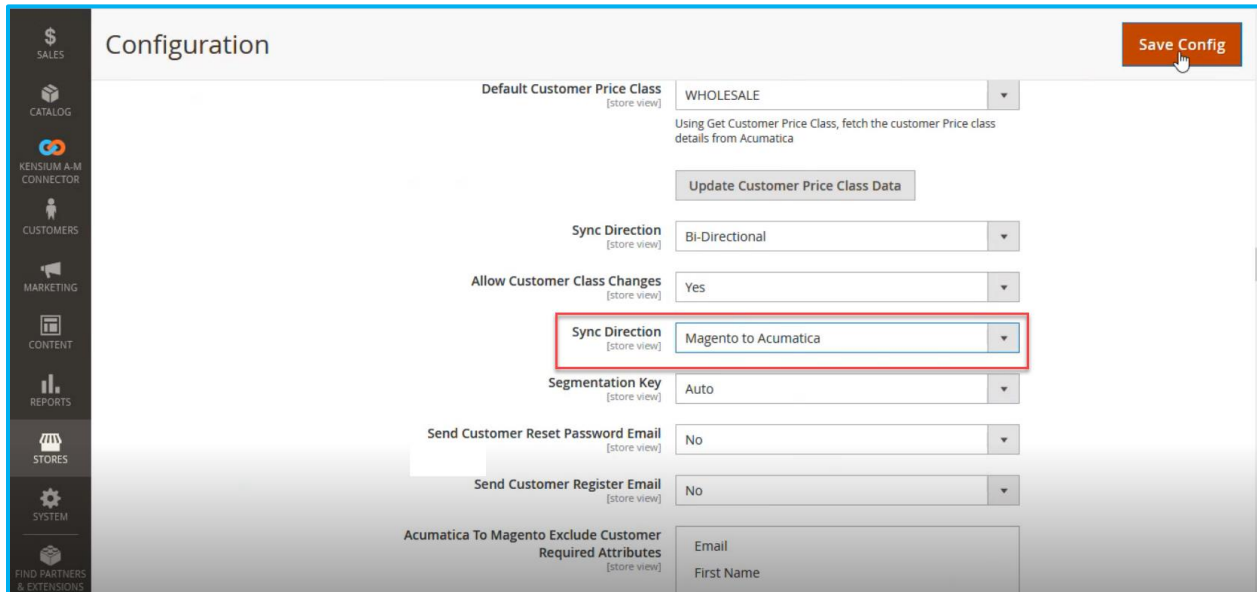 $
SALES
CATALOG
KENSIUM A-M
CONNECTOR
CUSTOMERS
MARKETING
CONTENT
REPORTS
STORES
SYSTEM
FIND PARTNERS
& EXTENSIONS
Configuration
Save Config
Default Customer Price Class
[store view]
WHOLESALE
Using Get Customer Price Class, fetch the customer Price class
details from Acumatica
Update Customer Price Class Data
Sync Direction
[store view]
Bi-Directional
Allow Customer Class Changes
[store view]
Yes
Sync Direction
[store view]
Magento to Acumatica
Segmentation Key
[store view]
Auto
Send Customer Reset Password Email
[store view]
No
Send Customer Register Email
[store view]
No
Acumatica To Magento Exclude Customer
Required Attributes
[store view]
Email
First Name